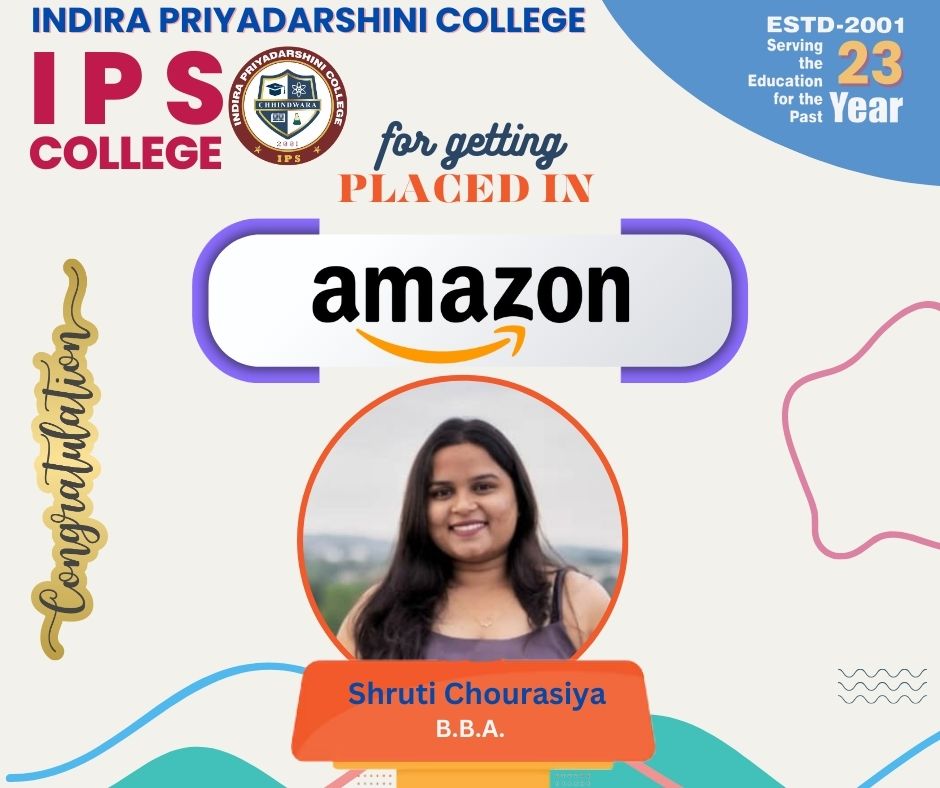 INDIRA PRIYADARSHINI COLLEGE
I P S
COLLEGE
INDIRA PRIYADARSHINI COLLEGE
CHHINDWARA
2001
IPS
ESTD-2001
Serving
the
Education
for the
Past
23
Year
for getting
PLACED IN
amazon
Congratulation
Shruti Chourasiya
B.B.A.